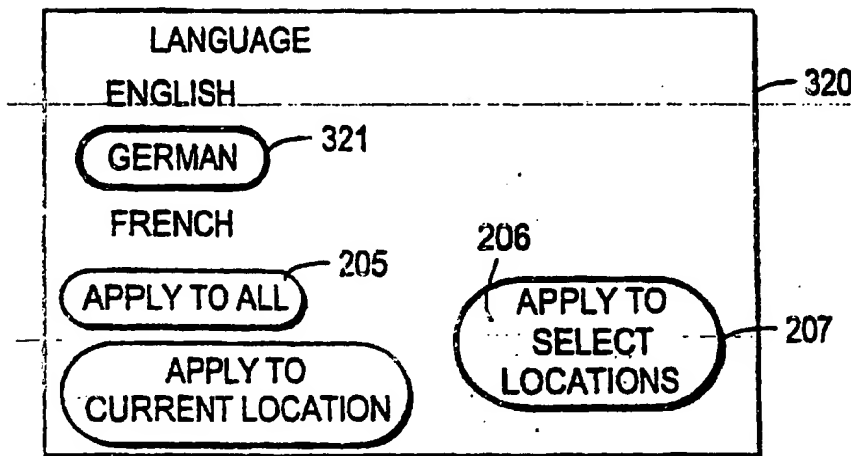 LANGUAGE
ENGLISH
320
GERMAN
321
FRENCH
205
206
APPLY TO ALL
APPLY TO
SELECT
LOCATIONS
207
APPLY TO
CURRENT LOCATION